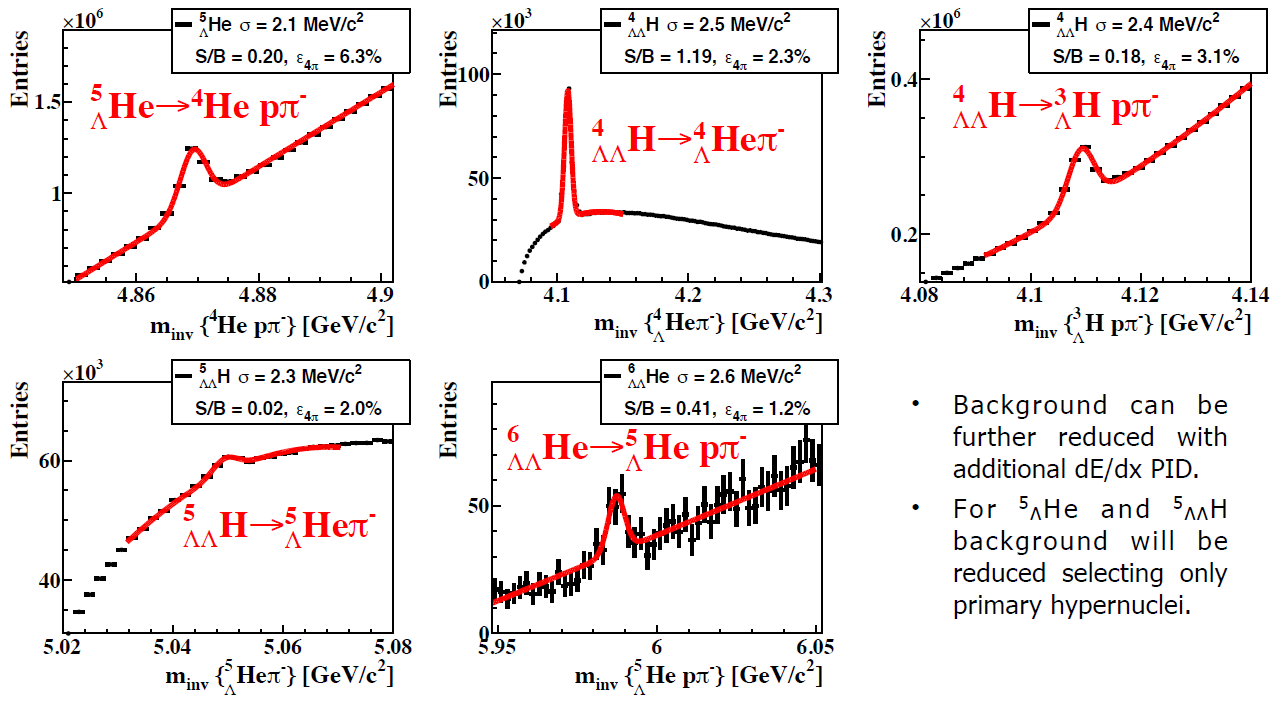 ×10⁶
⁵ΛHe σ = 2.1 MeV/c²
S/B = 0.20, ε4π = 6.3%
Entries
1.5
1
⁵ΛHe→⁴He pπ⁻
4.86 4.88 4.9
minv {⁴He pπ⁻} [GeV/c²]
×10³
⁴ΛΛH σ = 2.5 MeV/c²
S/B = 1.19, ε4π = 2.3%
Entries
100
50
0
⁴ΛΛH→⁴ΛHeπ⁻
4.1 4.2 4.3
minv {⁴ΛHeπ⁻} [GeV/c²]
×10⁶
⁴ΛΛH σ = 2.4 MeV/c²
S/B = 0.18, ε4π = 3.1%
Entries
0.4
0.2
⁴ΛΛH→³ΛH pπ⁻
4.08 4.1 4.12 4.14
minv {³ΛH pπ⁻} [GeV/c²]
×10³
⁵ΛΛH σ = 2.3 MeV/c²
S/B = 0.02, ε4π = 2.0%
Entries
60
40
⁵ΛΛH→⁵ΛHeπ⁻
5.02 5.04 5.06 5.08
minv {⁵ΛHeπ⁻} [GeV/c²]
⁶ΛΛHe σ = 2.6 MeV/c²
S/B = 0.41, ε4π = 1.2%
Entries
50
0
⁶ΛΛHe→⁵ΛHe pπ⁻
5.95 6 6.05
minv {⁵ΛHe pπ⁻} [GeV/c²]
• Background can be
further reduced with
additional dE/dx PID.
• For ⁵ΛHe and ⁵ΛΛH
background will be
reduced selecting only
primary hypernuclei.